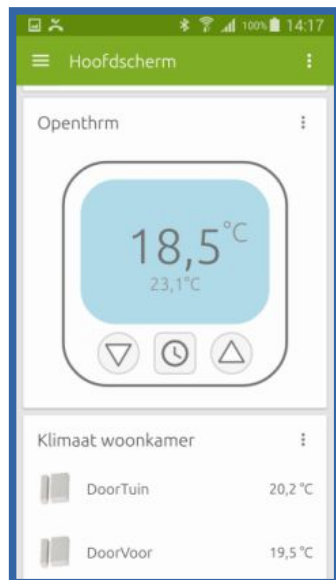 100% 14:17
Hoofdscherm
Openthrm
18,5°C
23,1°C
Klimaat woonkamer
DoorTuin 20,2 °C
DoorVoor 19,5 °C